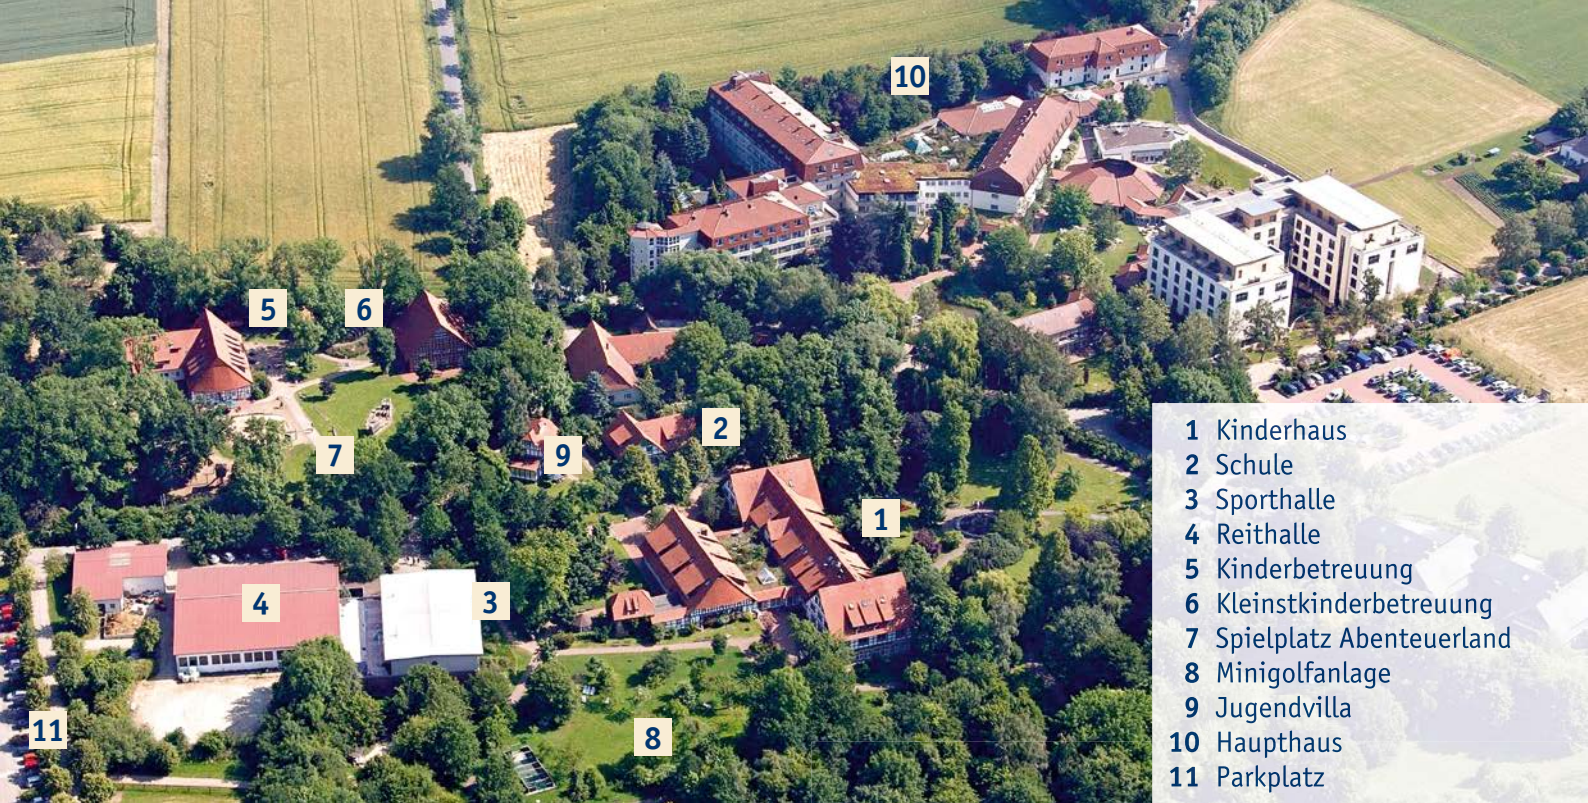 10
5
6
2
7
9
1
4
3
11
8
1 Kinderhaus
2 Schule
3 Sporthalle
4 Reithalle
5 Kinderbetreuung
6 Kleinstkinderbetreuung
7 Spielplatz Abenteuerland
8 Minigolfanlage
9 Jugendvilla
10 Haupthaus
11 Parkplatz